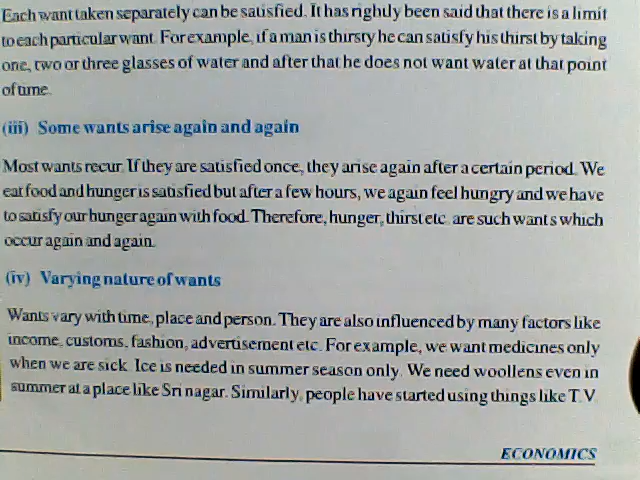 Each want taken separately can be satisfied. It has rightly been said that there is a limit
to each particular want. For example, if a man is thirsty he can satisfy his thirst by taking
one, two or three glasses of water and after that he does not want water at that point
of time.
(iii) Some wants arise again and again
Most wants recur. If they are satisfied once, they arise again after a certain period. We
eat food and hunger is satisfied but after a few hours, we again feel hungry and we have
to satisfy our hunger again with food. Therefore, hunger, thirst etc. are such wants which
occur again and again.
(iv) Varying nature of wants
Wants vary with time, place and person. They are also influenced by many factors like
income, customs, fashion, advertisement etc. For example, we want medicines only
when we are sick. Ice is needed in summer season only. We need woollens even in
summer at a place like Sri nagar. Similarly, people have started using things like T.V.
ECONOMICS